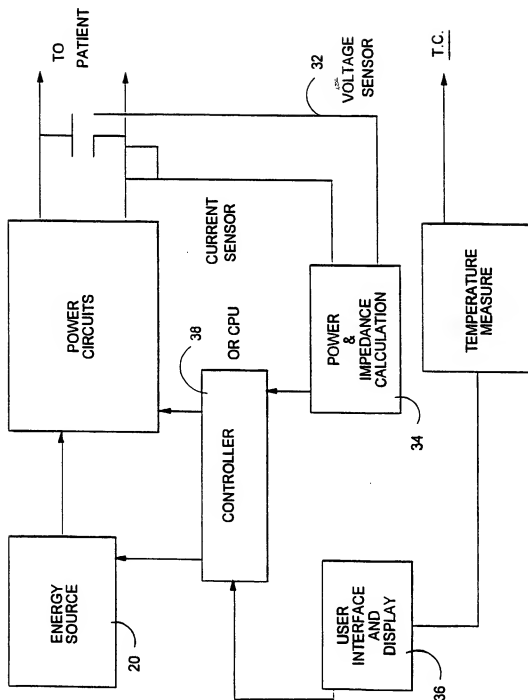 ENERGY
SOURCE
20
POWER
CIRCUITS
TO
PATIENT
CURRENT
SENSOR
32
VOLTAGE
SENSOR
38
OR CPU
CONTROLLER
POWER
&
IMPEDANCE
CALCULATION
34
USER
INTERFACE
AND
DISPLAY
36
TEMPERATURE
MEASURE
T.C.